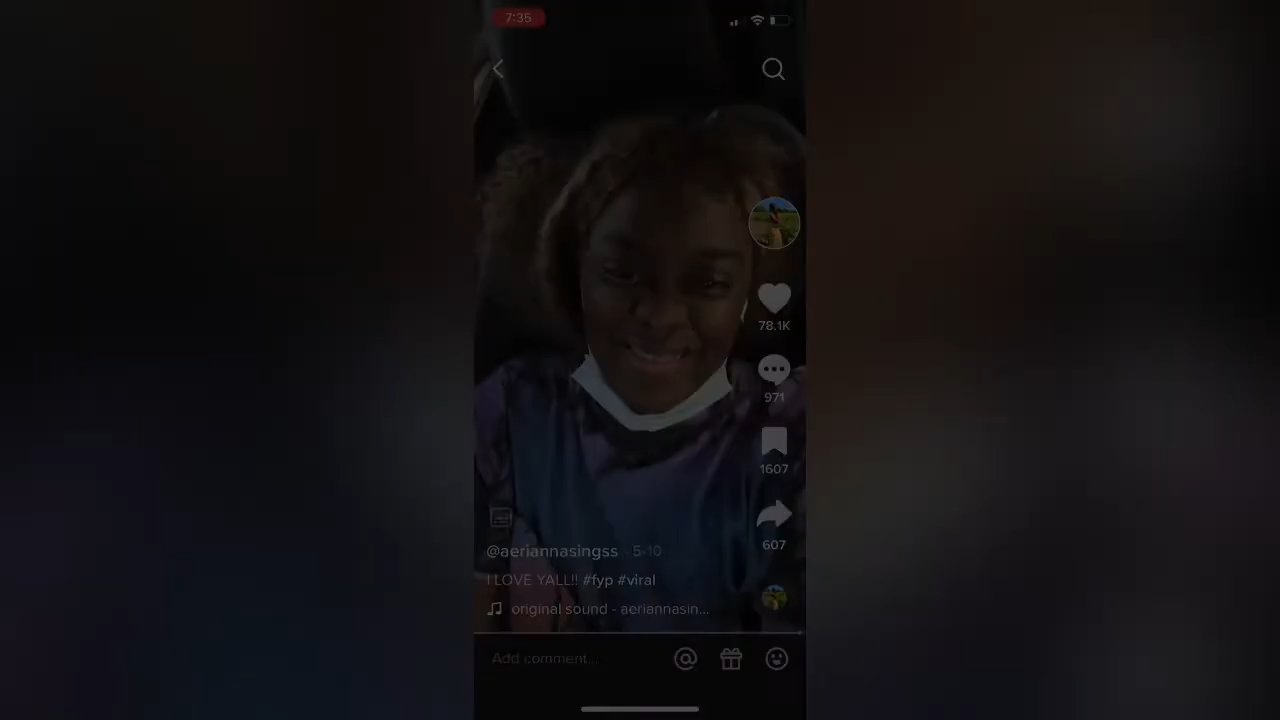 7:35
78.1K
971
1607
607
@aeriannasingss · 5-10
I LOVE YALL!! #fyp #viral
original sound - aeriannasin...
Add comment...